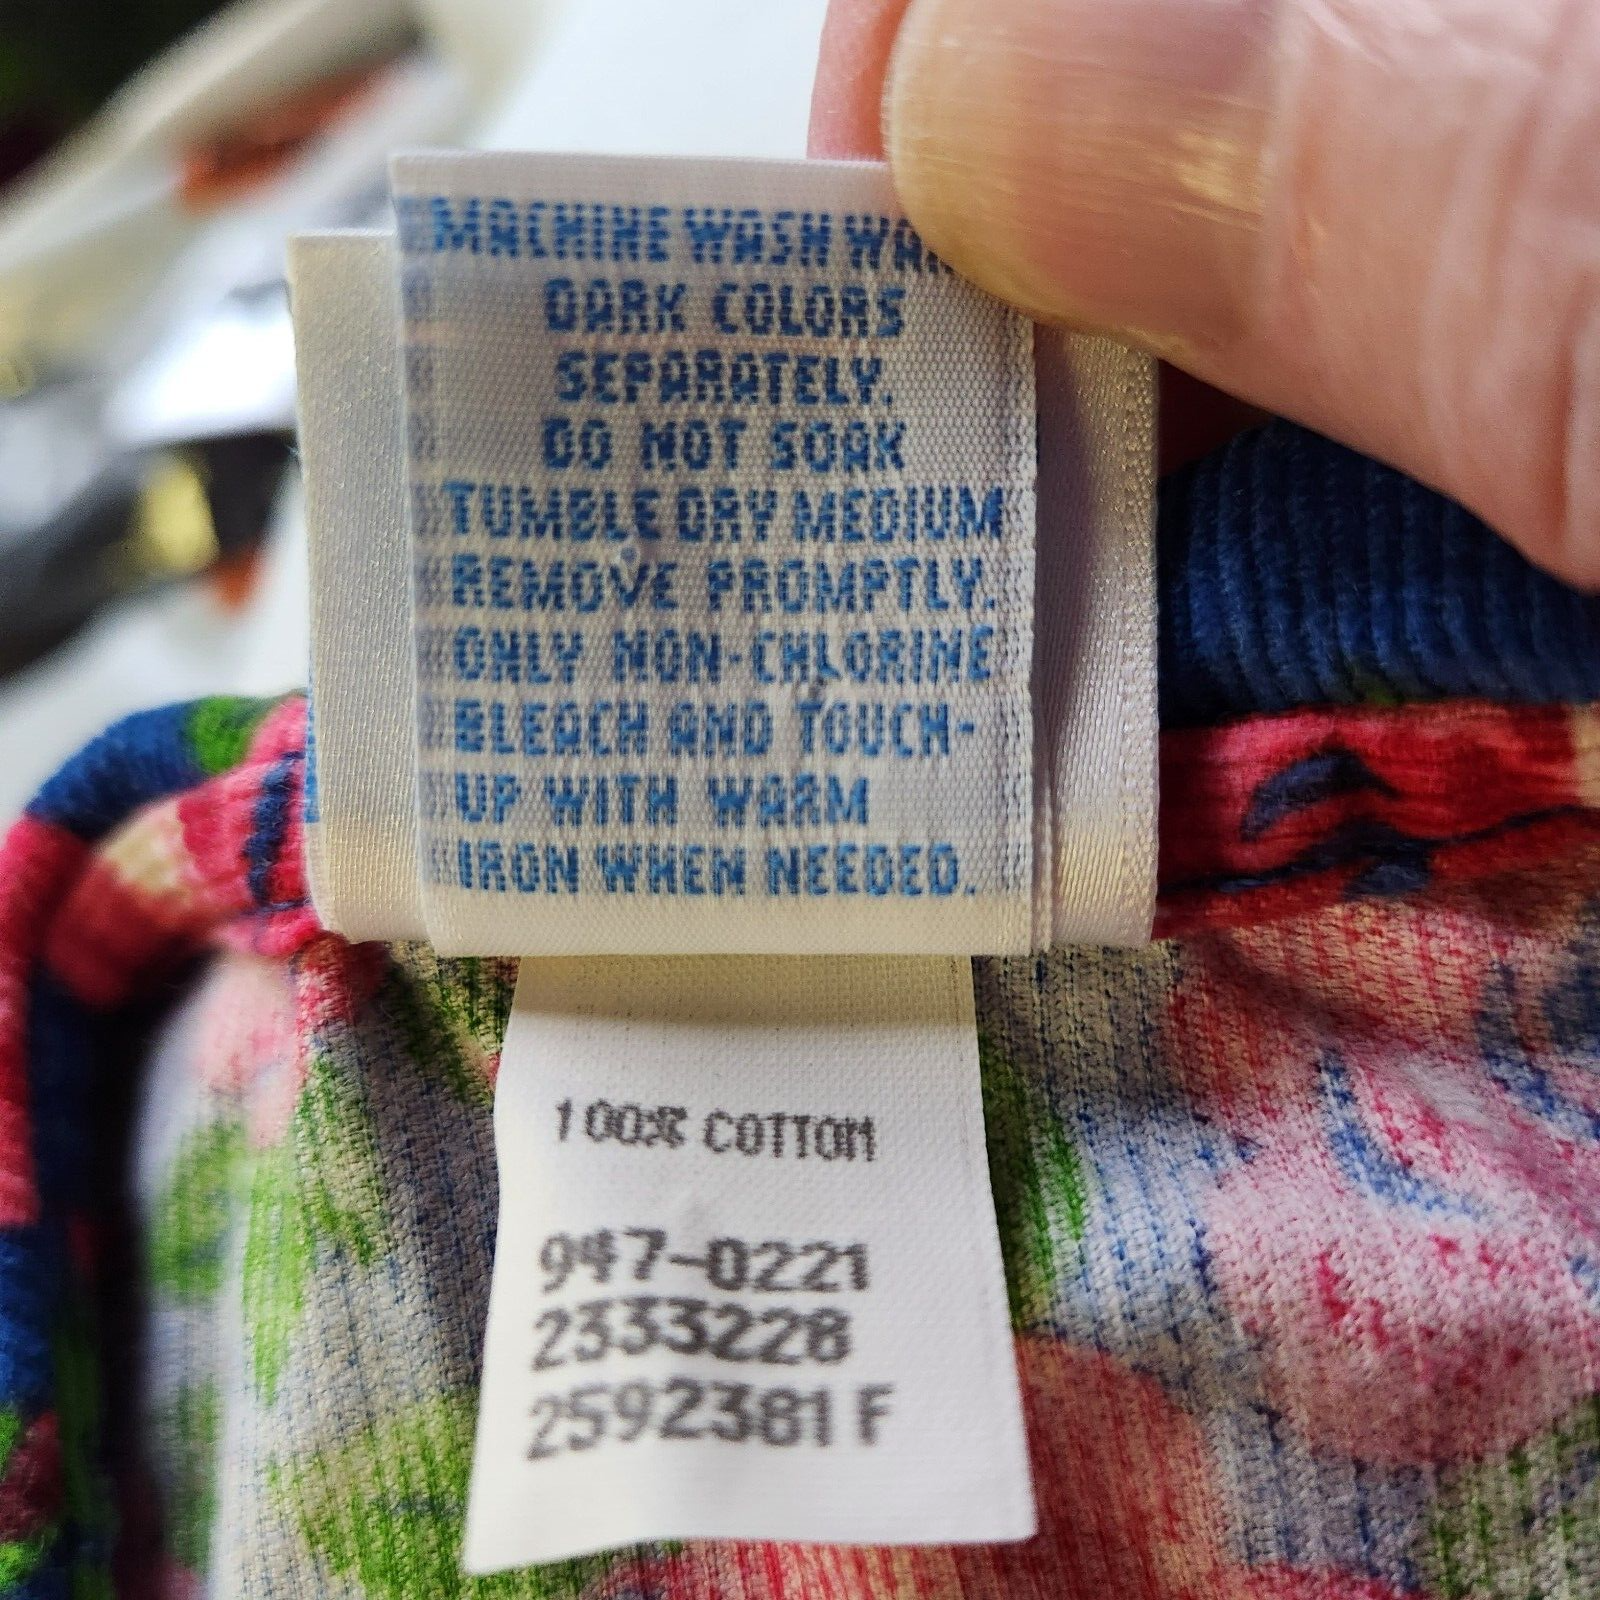 MACHINE WASH WA
DARK COLORS
SEPARATELY.
DO NOT SOAK
TUMBLE DRY MEDIUM
REMOVE PROMPTLY.
ONLY NON-CHLORINE
BLEACH AND TOUCH-
UP WITH WARM
IRON WHEN NEEDED.
100% COTTON
947-0221
2333228
2592381 F